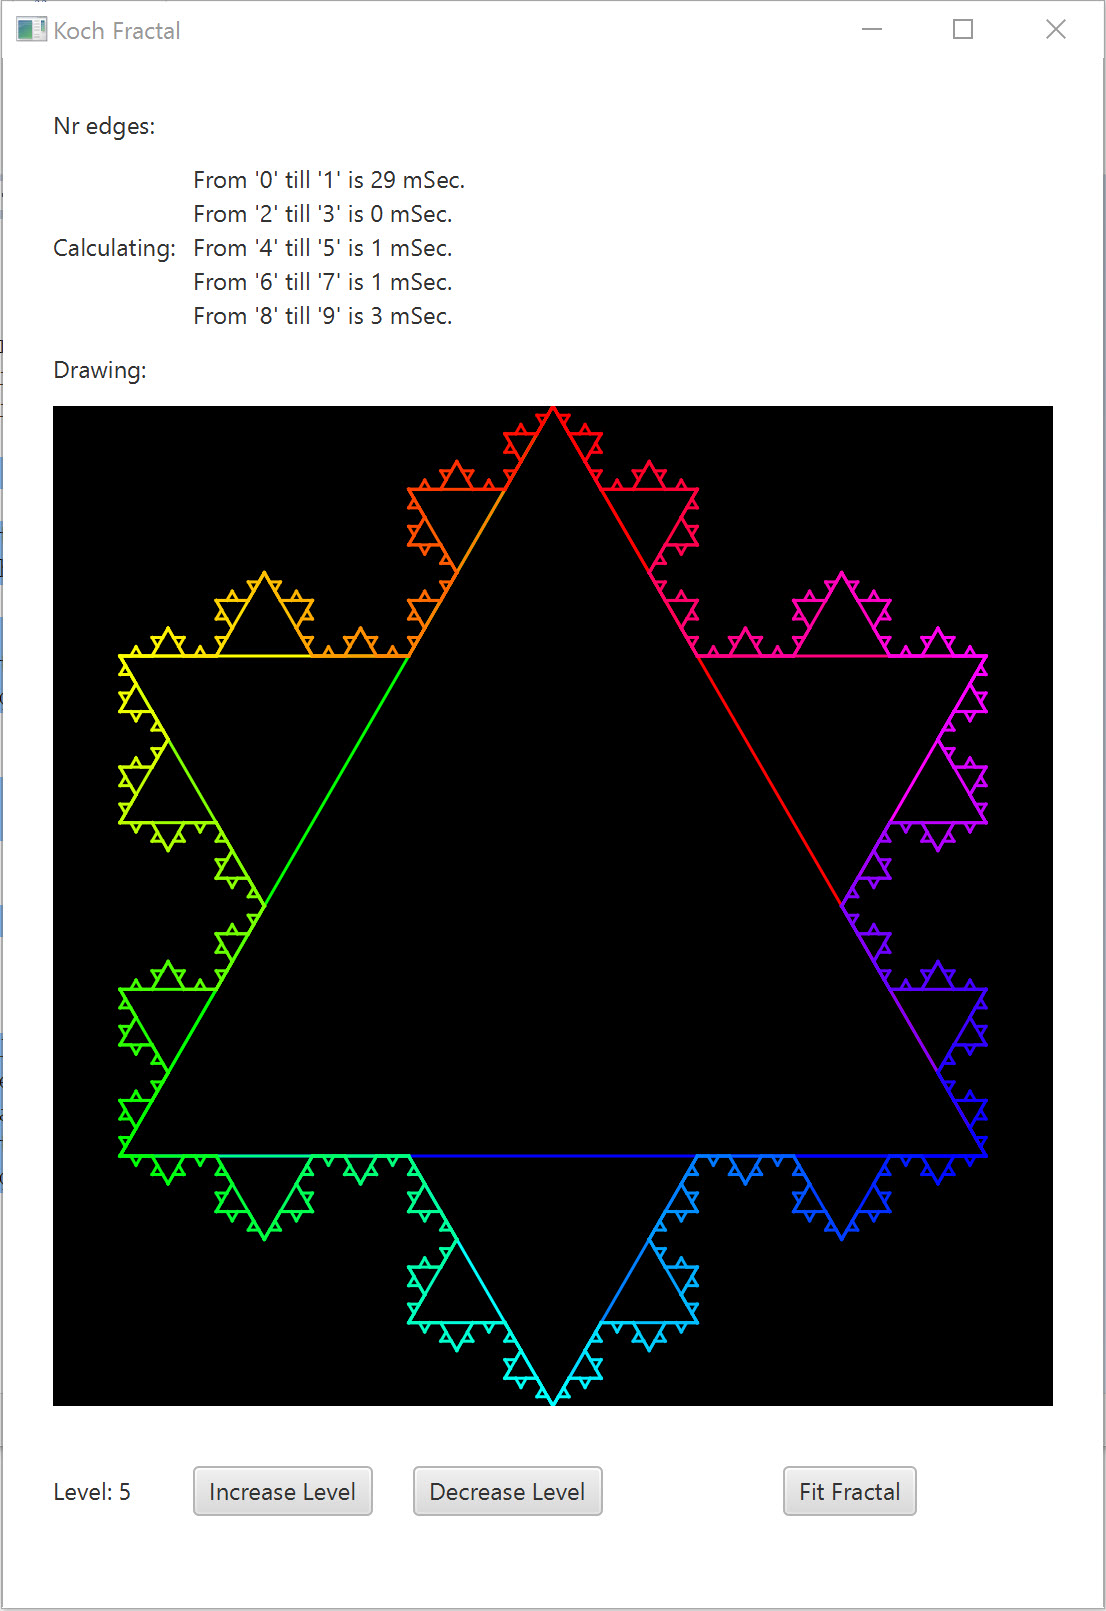 Koch Fractal
Nr edges:
From '0' till '1' is 29 mSec.
From '2' till '3' is 0 mSec.
Calculating: From '4' till '5' is 1 mSec.
From '6' till '7' is 1 mSec.
From '8' till '9' is 3 mSec.
Drawing:
Level: 5 Increase Level Decrease Level Fit Fractal